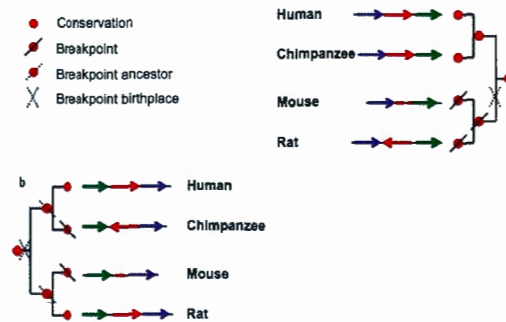 Conservation
Breakpoint
Breakpoint ancestor
Breakpoint birthplace
Human
Chimpanzee
Mouse
Rat
b
Human
Chimpanzee
Mouse
Rat